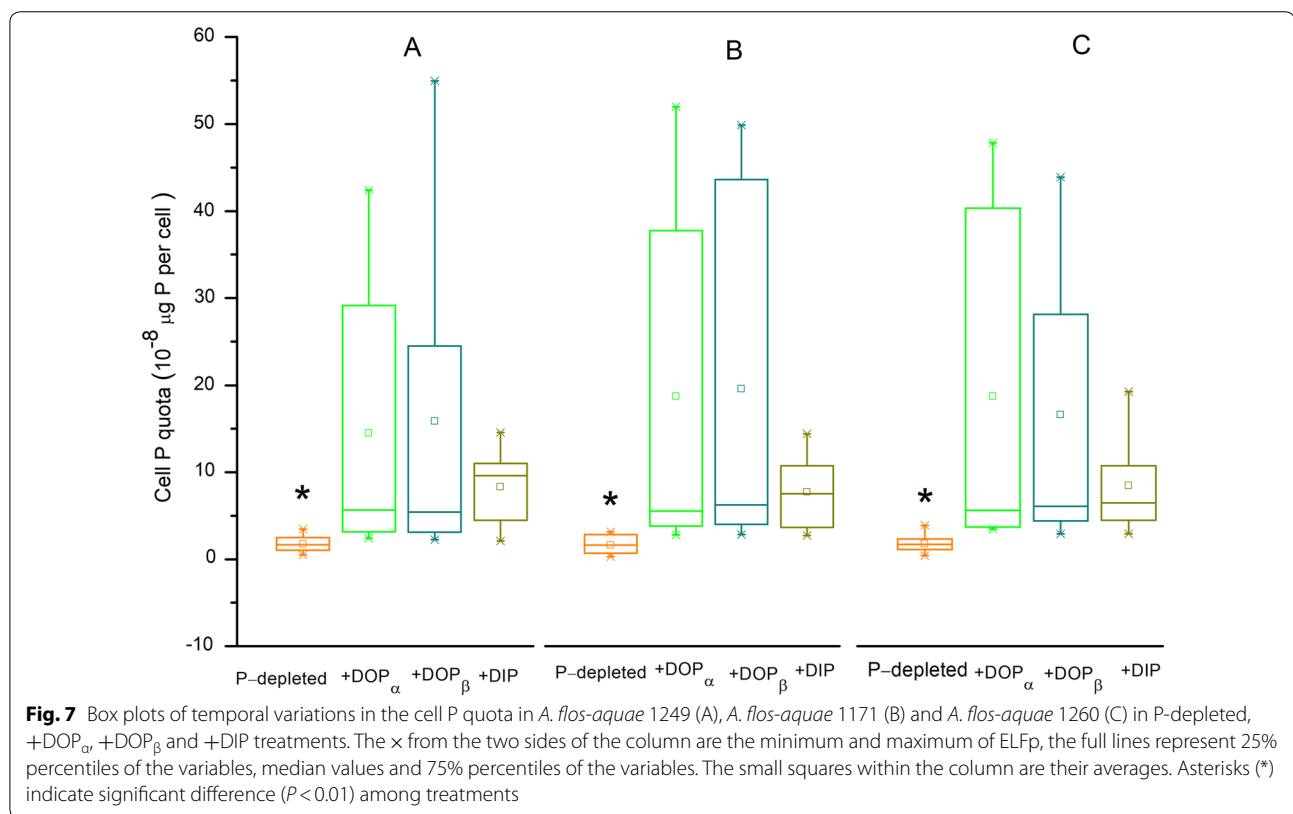 60
50
40
30
20
10
0
-10
Cell P quota (10⁻⁸ µg P per cell )
A
B
C
*
*
*
P–depleted +DOPα +DOPβ +DIP
P–depleted +DOPα +DOPβ +DIP
P–depleted +DOPα +DOPβ +DIP
Fig. 7 Box plots of temporal variations in the cell P quota in A. flos-aquae 1249 (A), A. flos-aquae 1171 (B) and A. flos-aquae 1260 (C) in P-depleted,
+DOPα, +DOPβ and +DIP treatments. The × from the two sides of the column are the minimum and maximum of ELFp, the full lines represent 25%
percentiles of the variables, median values and 75% percentiles of the variables. The small squares within the column are their averages. Asterisks (*)
indicate significant difference (P < 0.01) among treatments